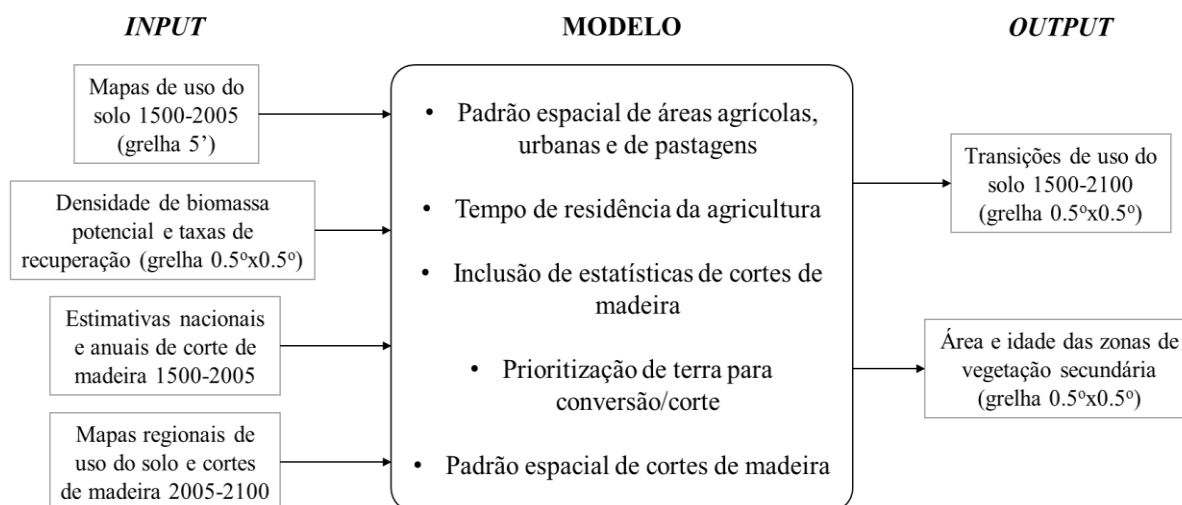 INPUT
Mapas de uso do
solo 1500-2005
(grelha 5’)
Densidade de biomassa
potencial e taxas de
recuperação (grelha 0.5ºx0.5º)
Estimativas nacionais
e anuais de corte de
madeira 1500-2005
Mapas regionais de
uso do solo e cortes
de madeira 2005-2100
MODELO
• Padrão espacial de áreas agrícolas,
urbanas e de pastagens
• Tempo de residência da agricultura
• Inclusão de estatísticas de cortes de
madeira
• Prioritização de terra para
conversão/corte
• Padrão espacial de cortes de madeira
OUTPUT
Transições de uso do
solo 1500-2100
(grelha 0.5ºx0.5º)
Área e idade das zonas de
vegetação secundária
(grelha 0.5ºx0.5º)